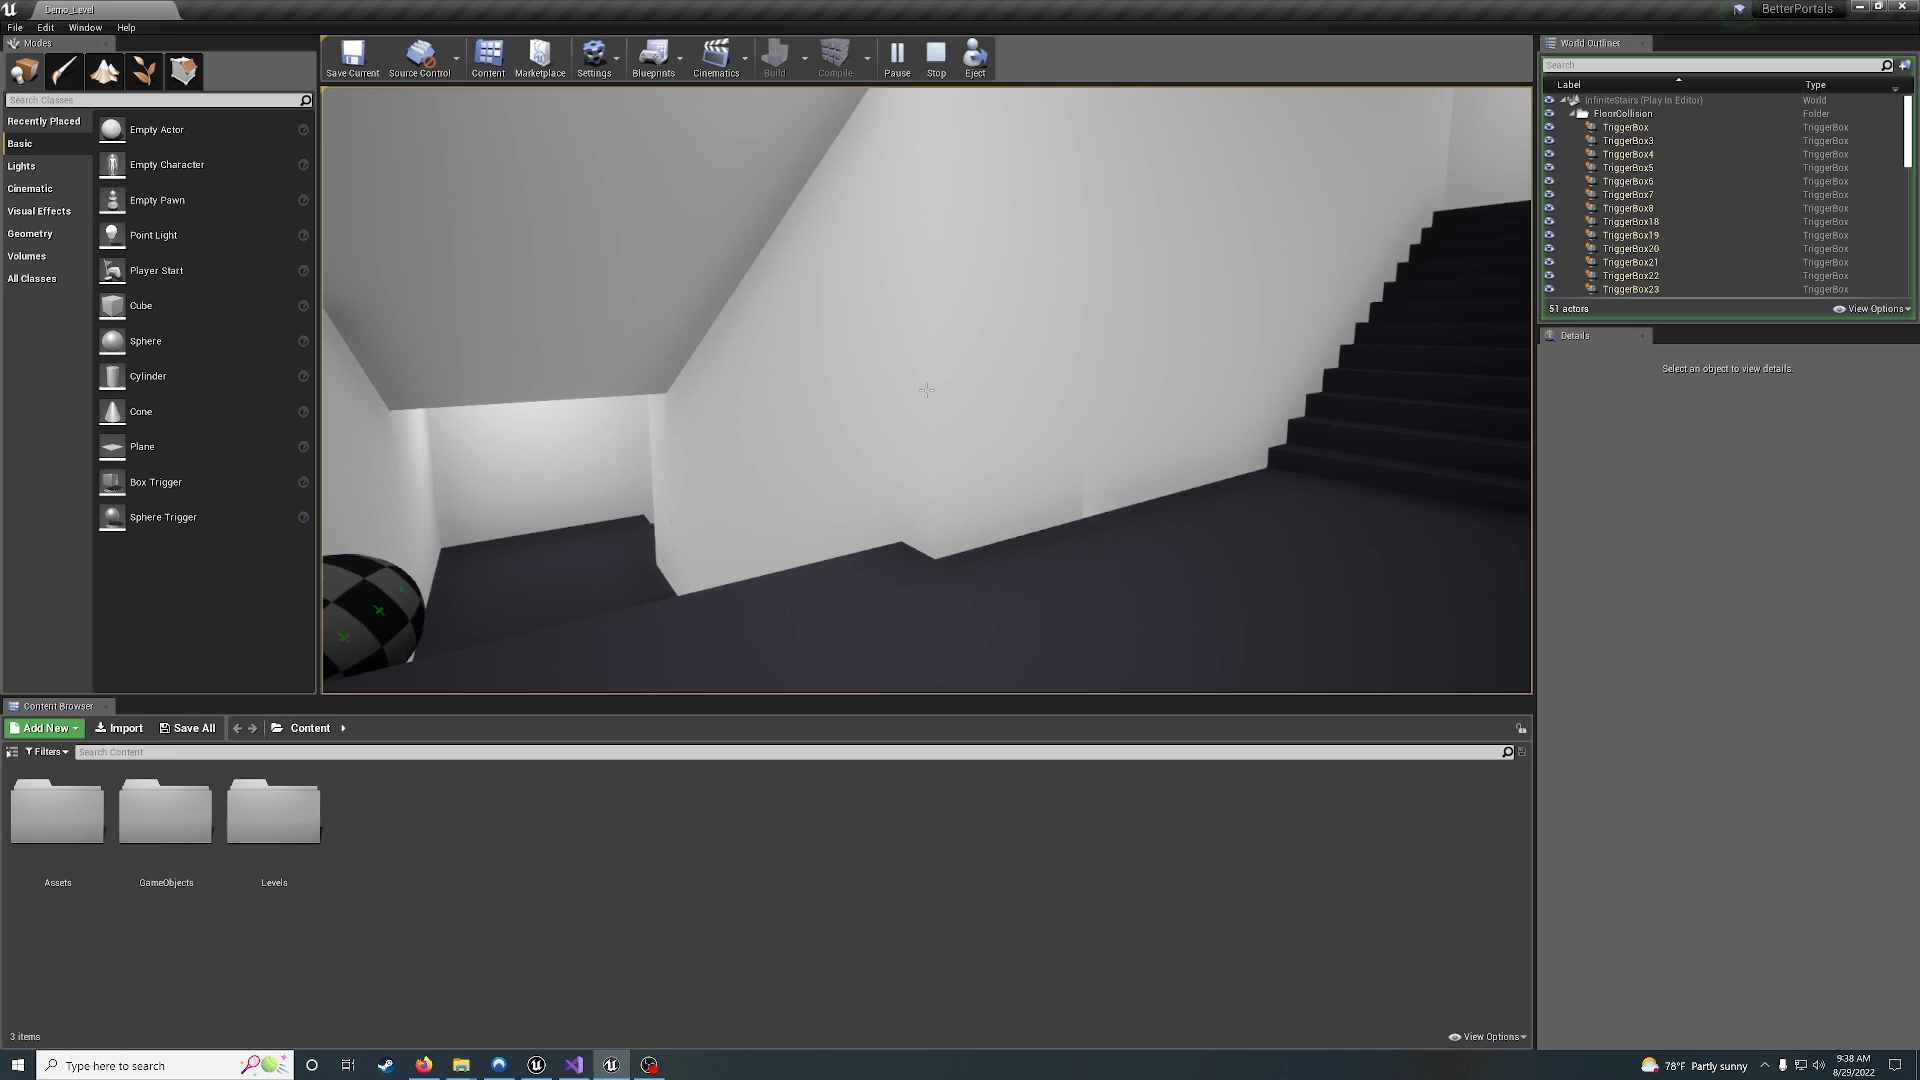 Demo_Level
BetterPortals
File Edit Window Help
Modes
Save Current
Source Control
Content
Marketplace
Settings
Blueprints
Cinematics
Build
Compile
Pause
Stop
Eject
Search Classes
Recently Placed
Basic
Lights
Cinematic
Visual Effects
Geometry
Volumes
All Classes
Empty Actor
Empty Character
Empty Pawn
Point Light
Player Start
Cube
Sphere
Cylinder
Cone
Plane
Box Trigger
Sphere Trigger
World Outliner
Search
Label Type
InfiniteStairs (Play In Editor) World
FloorCollision Folder
TriggerBox TriggerBox
TriggerBox3 TriggerBox
TriggerBox4 TriggerBox
TriggerBox5 TriggerBox
TriggerBox6 TriggerBox
TriggerBox7 TriggerBox
TriggerBox8 TriggerBox
TriggerBox18 TriggerBox
TriggerBox19 TriggerBox
TriggerBox20 TriggerBox
TriggerBox21 TriggerBox
TriggerBox22 TriggerBox
TriggerBox23 TriggerBox
51 actors View Options
Details
Select an object to view details.
Content Browser
Add New Import Save All Content
Filters Search Content
Assets
GameObjects
Levels
3 items View Options
Type here to search
78°F Partly sunny
9:38 AM
8/29/2022